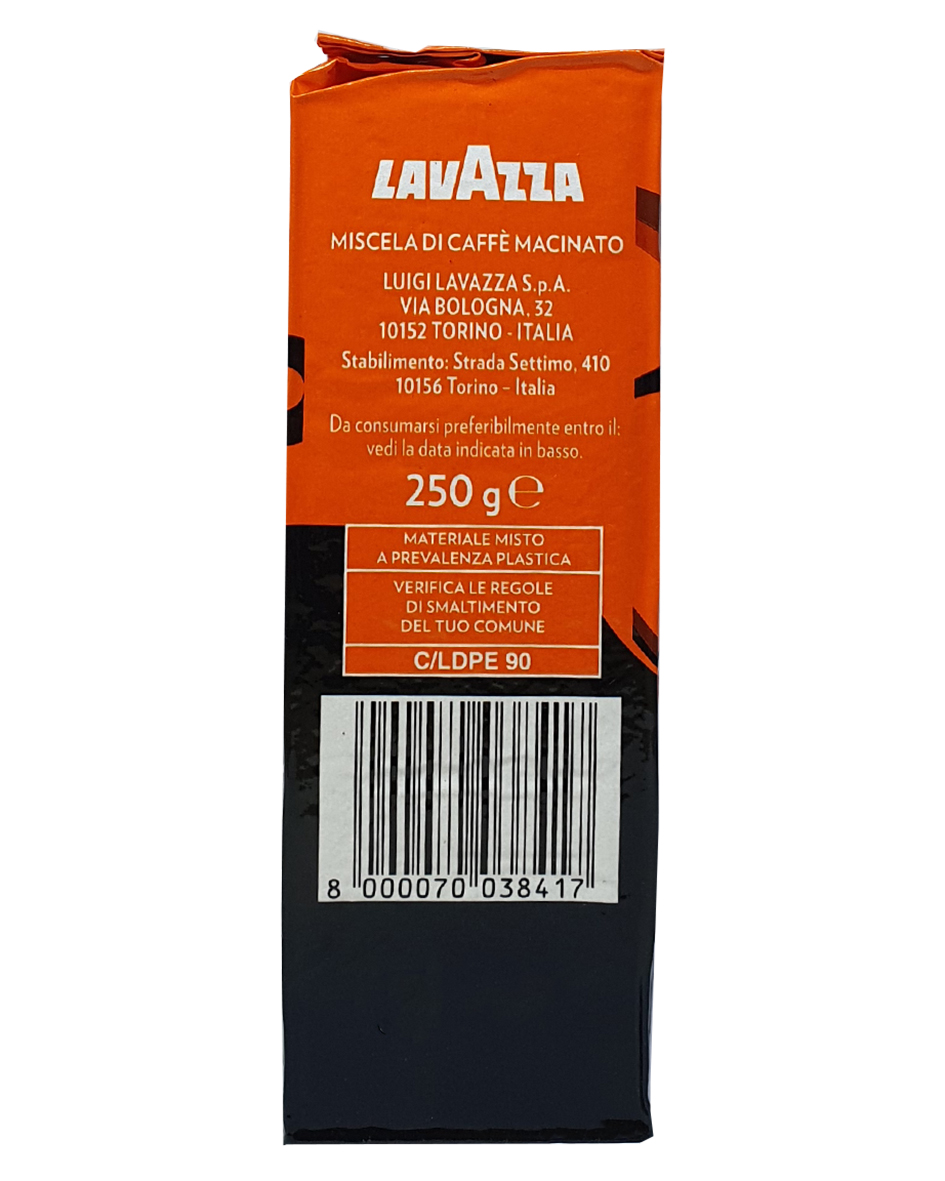 LAVAZZA
MISCELA DI CAFFÈ MACINATO
LUIGI LAVAZZA S.p.A.
VIA BOLOGNA, 32
10152 TORINO - ITALIA
Stabilimento: Strada Settimo, 410
10156 Torino – Italia
Da consumarsi preferibilmente entro il:
vedi la data indicata in basso.
250 g ℮
MATERIALE MISTO
A PREVALENZA PLASTICA
VERIFICA LE REGOLE
DI SMALTIMENTO
DEL TUO COMUNE
C/LDPE 90
8 000070 038417